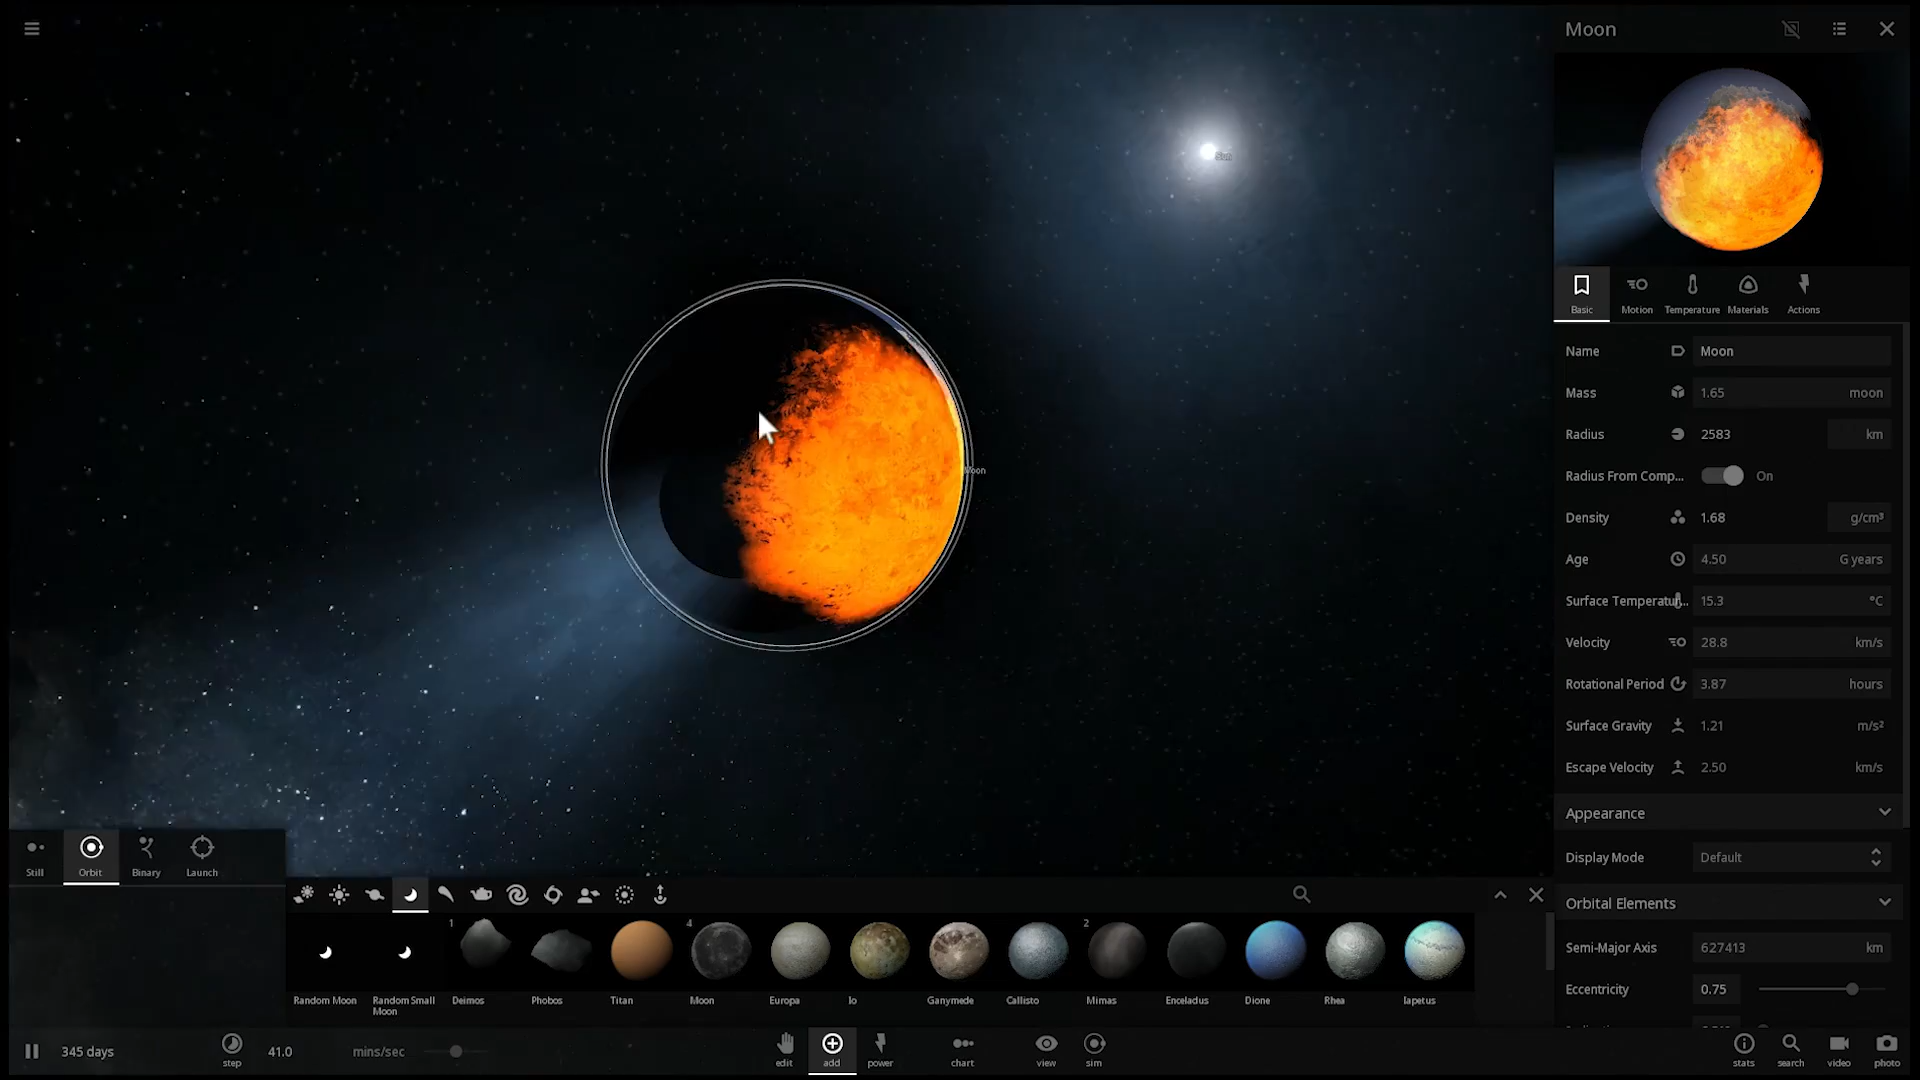 Moon
Sun
Moon
Basic
Motion
Temperature
Materials
Actions
Name Moon
Mass 1.65 moon
Radius 2583 km
Radius From Comp... On
Density 1.68 g/cm³
Age 4.50 G years
Surface Temperatur... 15.3 °C
Velocity 28.8 km/s
Rotational Period 3.87 hours
Surface Gravity 1.21 m/s²
Escape Velocity 2.50 km/s
Appearance
Display Mode Default
Orbital Elements
Semi-Major Axis 627413 km
Eccentricity 0.75
Still
Orbit
Binary
Launch
1
4
2
Random Moon
Random Small
Moon
Deimos
Phobos
Titan
Moon
Europa
Io
Ganymede
Callisto
Mimas
Enceladus
Dione
Rhea
Iapetus
345 days
step
41.0 mins/sec
edit
add
power
chart
view
sim
stats
search
video
photo